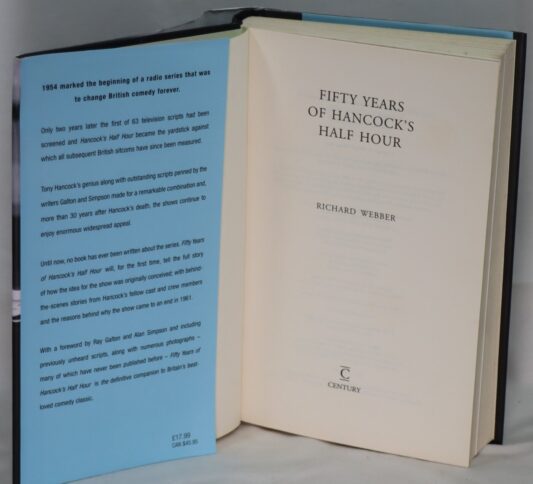 1954 marked the beginning of a radio series that was
to change British comedy forever.
Only two years later the first of 63 television scripts had been
screened and Hancock's Half Hour became the yardstick against
which all subsequent British sitcoms have since been measured.
Tony Hancock's genius along with outstanding scripts penned by the
writers Galton and Simpson made for a remarkable combination and,
more than 30 years after Hancock's death, the shows continue to
enjoy enormous widespread appeal.
Until now, no book has ever been written about the series. Fifty Years
of Hancock's Half Hour will, for the first time, tell the full story
of how the idea for the show was originally conceived; with behind-
the-scenes stories from Hancock's fellow cast and crew members
and the reasons behind why the show came to an end in 1961.
With a foreword by Ray Galton and Alan Simpson and including
previously unheard scripts, along with numerous photographs –
many of which have never been published before – Fifty Years of
Hancock's Half Hour is the definitive companion to Britain's best-
loved comedy classic.
£17.99
CAN $45.95
FIFTY YEARS
OF HANCOCK'S
HALF HOUR
RICHARD WEBBER
C
CENTURY